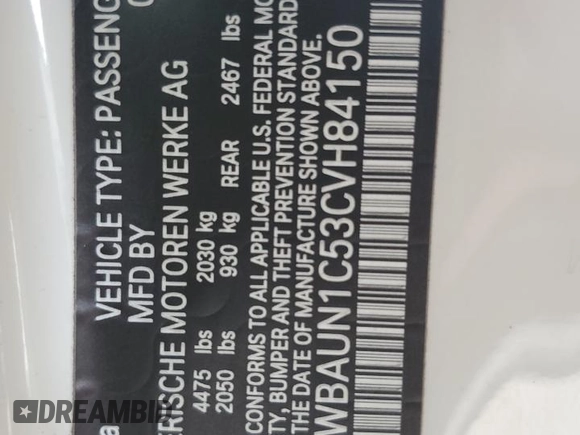 VEHICLE TYPE: PASSENG
MFD BY
ERISCHE MOTOREN WERKE AG
4475 lbs 2030 kg
2050 lbs 930 kg REAR 2467 lbs
CONFORMS TO ALL APPLICABLE U.S. FEDERAL MO
TY, BUMPER AND THEFT PREVENTION STANDARD
THE DATE OF MANUFACTURE SHOWN ABOVE.
WBAUN1C53CVH84150
DREAMBID